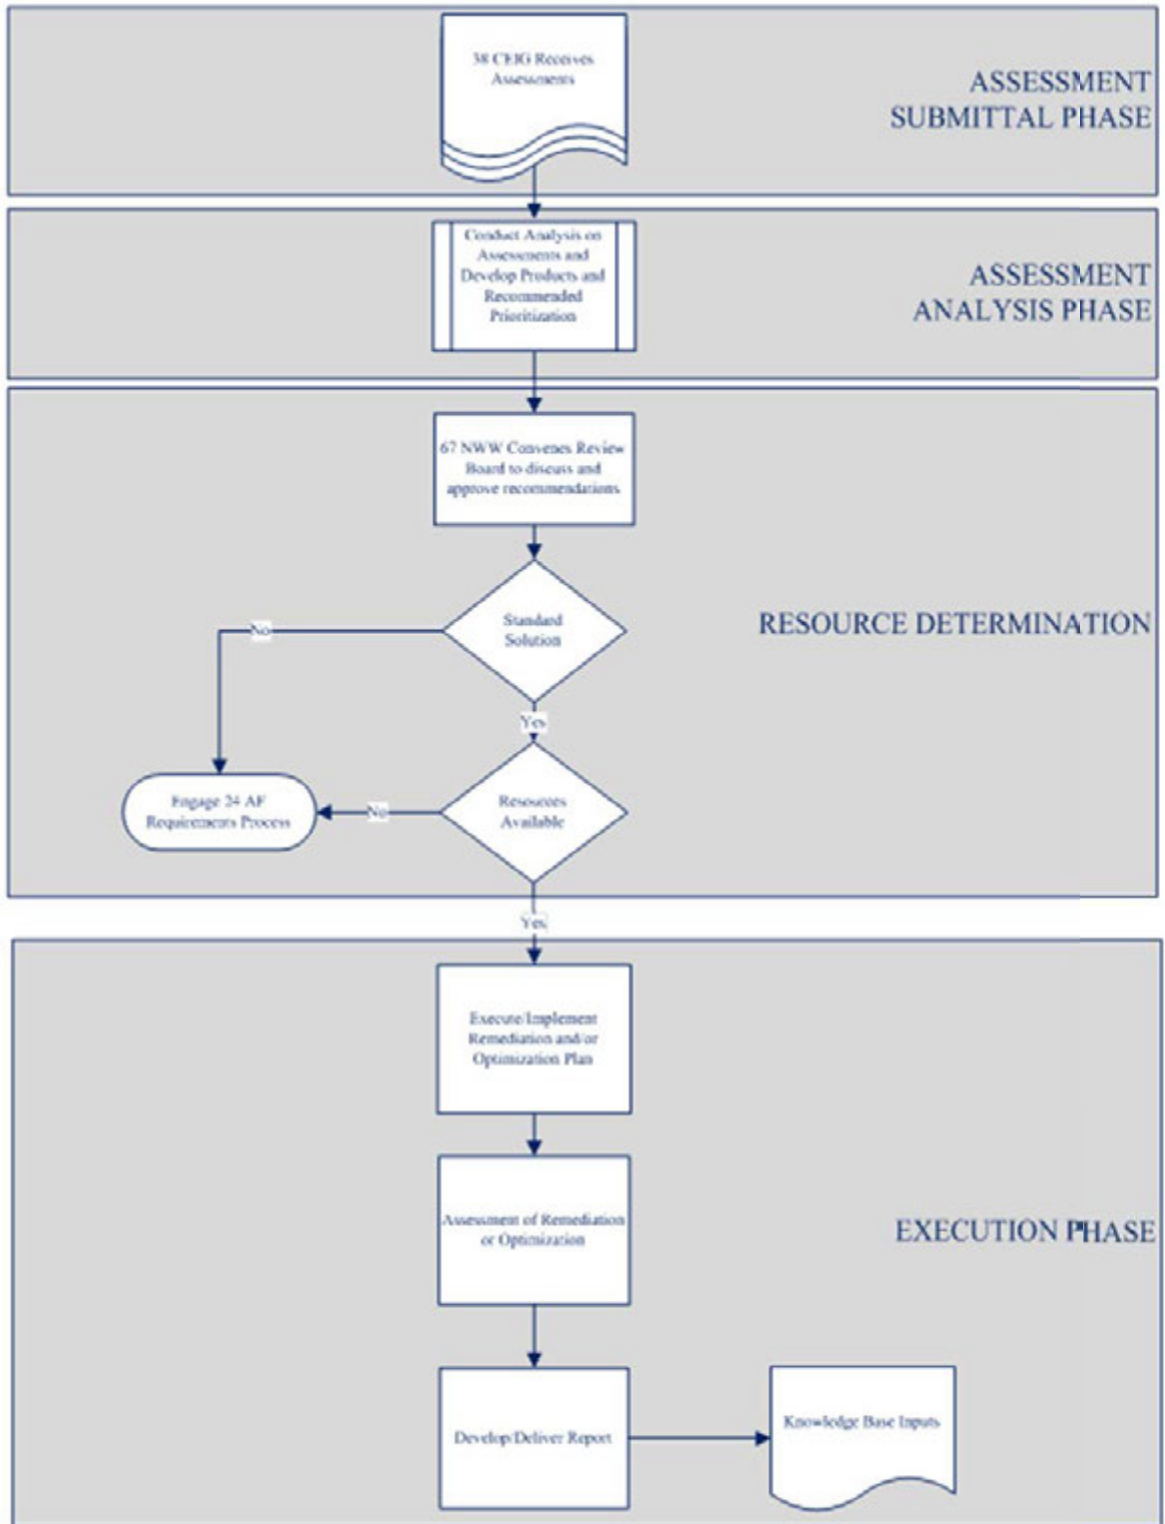 38 CEIG Receives
Assessments
ASSESSMENT
SUBMITTAL PHASE
Conduct Analysis on
Assessments and
Develop Products and
Recommended
Prioritization
ASSESSMENT
ANALYSIS PHASE
67 NWW Convenes Review
Board to discuss and
approve recommendations
Standard
Solution
RESOURCE DETERMINATION
No
Yes
Engage 24 AF
Requirements Process
No
Resources
Available
Yes
Execute/Implement
Remediation and/or
Optimization Plan
Assessment of Remediation
or Optimization
EXECUTION PHASE
Develop/Deliver Report
Knowledge Base Inputs